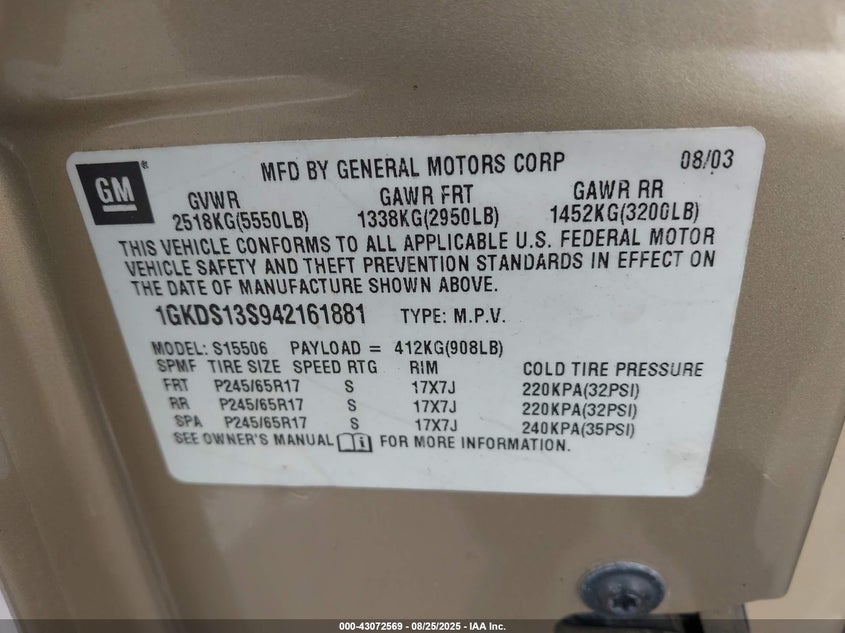 GM®
MFD BY GENERAL MOTORS CORP 08/03
GVWR GAWR FRT GAWR RR
2518KG(5550LB) 1338KG(2950LB) 1452KG(3200LB)
THIS VEHICLE CONFORMS TO ALL APPLICABLE U.S. FEDERAL MOTOR
VEHICLE SAFETY AND THEFT PREVENTION STANDARDS IN EFFECT ON
THE DATE OF MANUFACTURE SHOWN ABOVE.
1GKDS13S942161881 TYPE: M.P.V.
MODEL: S15506 PAYLOAD = 412KG(908LB)
SPMF TIRE SIZE SPEED RTG RIM COLD TIRE PRESSURE
FRT P245/65R17 S 17X7J 220KPA(32PSI)
RR P245/65R17 S 17X7J 220KPA(32PSI)
SPA P245/65R17 S 17X7J 240KPA(35PSI)
SEE OWNER'S MANUAL i FOR MORE INFORMATION.
000-43072569 - 08/25/2025 - IAA Inc.